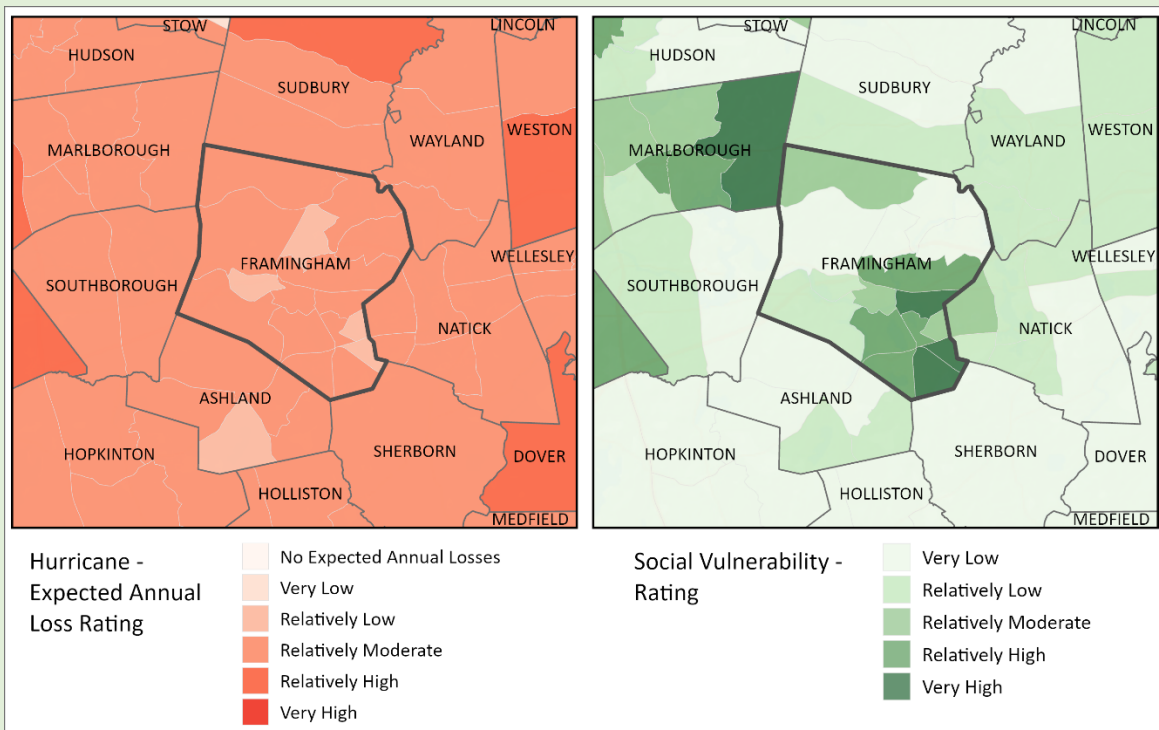 STOW
LINCOLN
HUDSON
SUDBURY
WAYLAND
WESTON
MARLBOROUGH
WELLESLEY
FRAMINGHAM
SOUTHBOROUGH
NATICK
ASHLAND
HOPKINTON
SHERBORN
DOVER
HOLLISTON
MEDFIELD
STOW
LINCOLN
HUDSON
SUDBURY
WAYLAND
WESTON
MARLBOROUGH
WELLESLEY
FRAMINGHAM
SOUTHBOROUGH
NATICK
ASHLAND
HOPKINTON
SHERBORN
DOVER
HOLLISTON
MEDFIELD
Hurricane -
Expected Annual
Loss Rating
No Expected Annual Losses
Very Low
Relatively Low
Relatively Moderate
Relatively High
Very High
Social Vulnerability -
Rating
Very Low
Relatively Low
Relatively Moderate
Relatively High
Very High